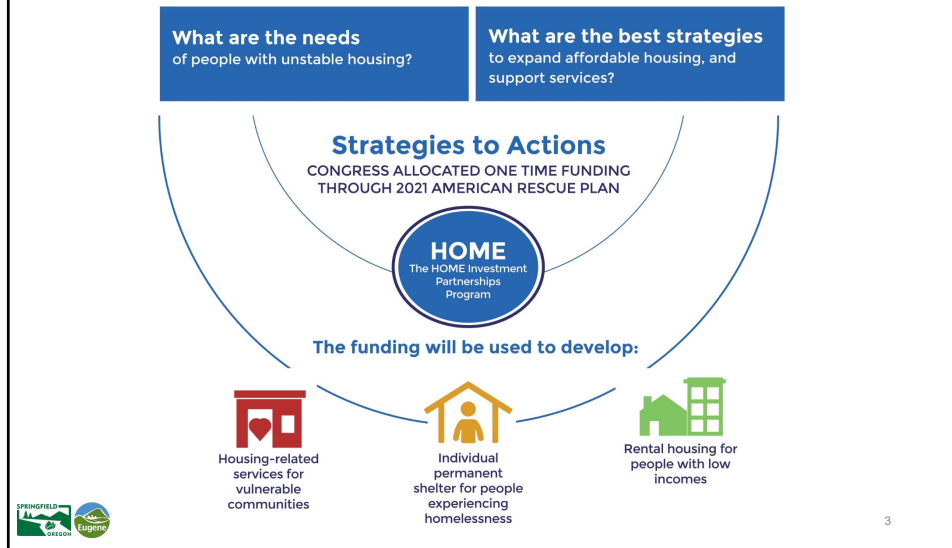 What are the needs
of people with unstable housing?
What are the best strategies
to expand affordable housing, and
support services?
Strategies to Actions
CONGRESS ALLOCATED ONE TIME FUNDING
THROUGH 2021 AMERICAN RESCUE PLAN
HOME
The HOME Investment
Partnerships
Program
The funding will be used to develop:
Housing-related
services for
vulnerable
communities
Individual
permanent
shelter for people
experiencing
homelessness
Rental housing for
people with low
incomes
SPRINGFIELD
OREGON
Eugene
3